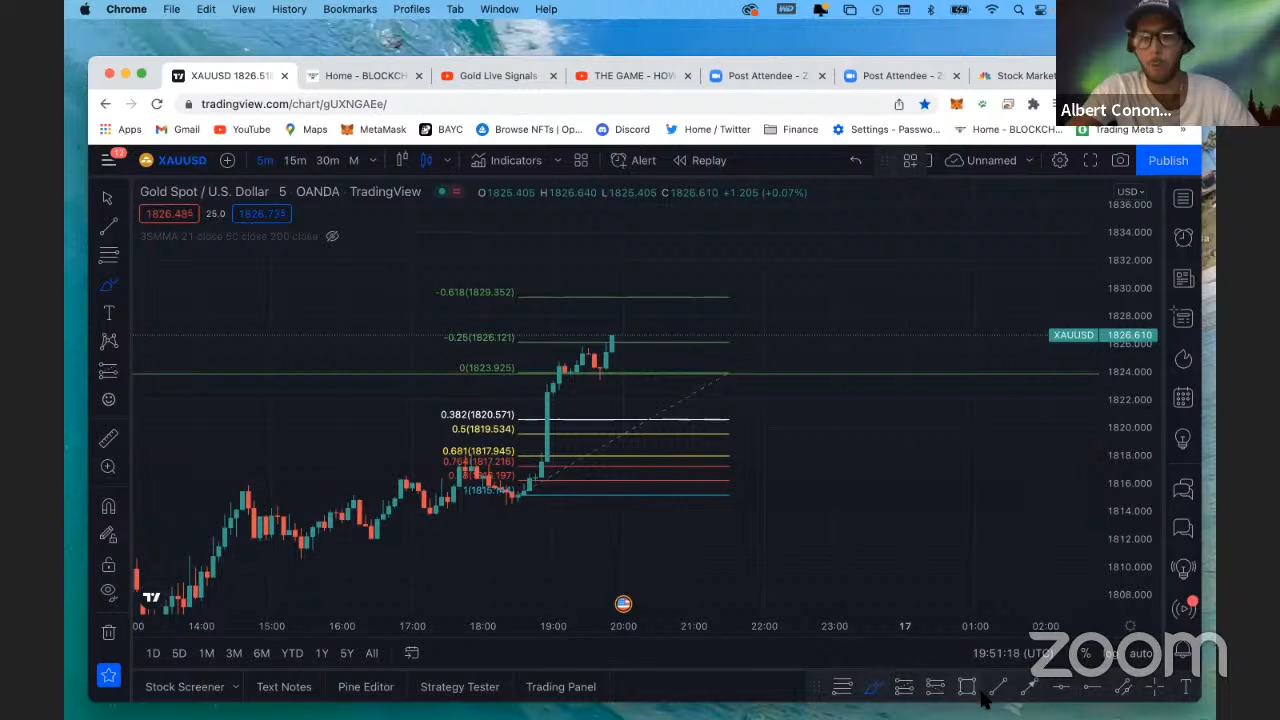 Chrome File Edit View History Bookmarks Profiles Tab Window Help
XAUUSD 1826.51 Home - BLOCKCH Gold Live Signals THE GAME - HOW Post Attendee - Z Post Attendee - Z Stock Market
tradingview.com/chart/gUXNGAEe/
Albert Conon...
Apps Gmail YouTube Maps MetaMask BAYC Browse NFTs | Op... Discord Home / Twitter Finance Settings - Passwo... Home - BLOCKCH... Trading Meta 5 »
12
XAUUSD 5m 15m 30m M Indicators Alert Replay Unnamed Publish
Gold Spot / U.S. Dollar 5 OANDA TradingView O1825.405 H1826.640 L1825.405 C1826.610 +1.205 (+0.07%)
USD
1826.485 25.0 1826.735
3SMMA 21 close 50 close 200 close
1836.000
1834.000
1832.000
1830.000
1828.000
XAUUSD 1826.610
1826.000
1824.000
1822.000
1820.000
1818.000
1816.000
1814.000
1812.000
1810.000
1808.000
-0.618(1829.352)
-0.25(1826.121)
0(1823.925)
0.382(1820.571)
0.5(1819.534)
0.681(1817.945)
:00 14:00 15:00 16:00 17:00 18:00 19:00 20:00 21:00 22:00 23:00 17 01:00 02:00
1D 5D 1M 3M 6M YTD 1Y 5Y All 19:51:18 (UTC) % log auto
zoom
Stock Screener Text Notes Pine Editor Strategy Tester Trading Panel